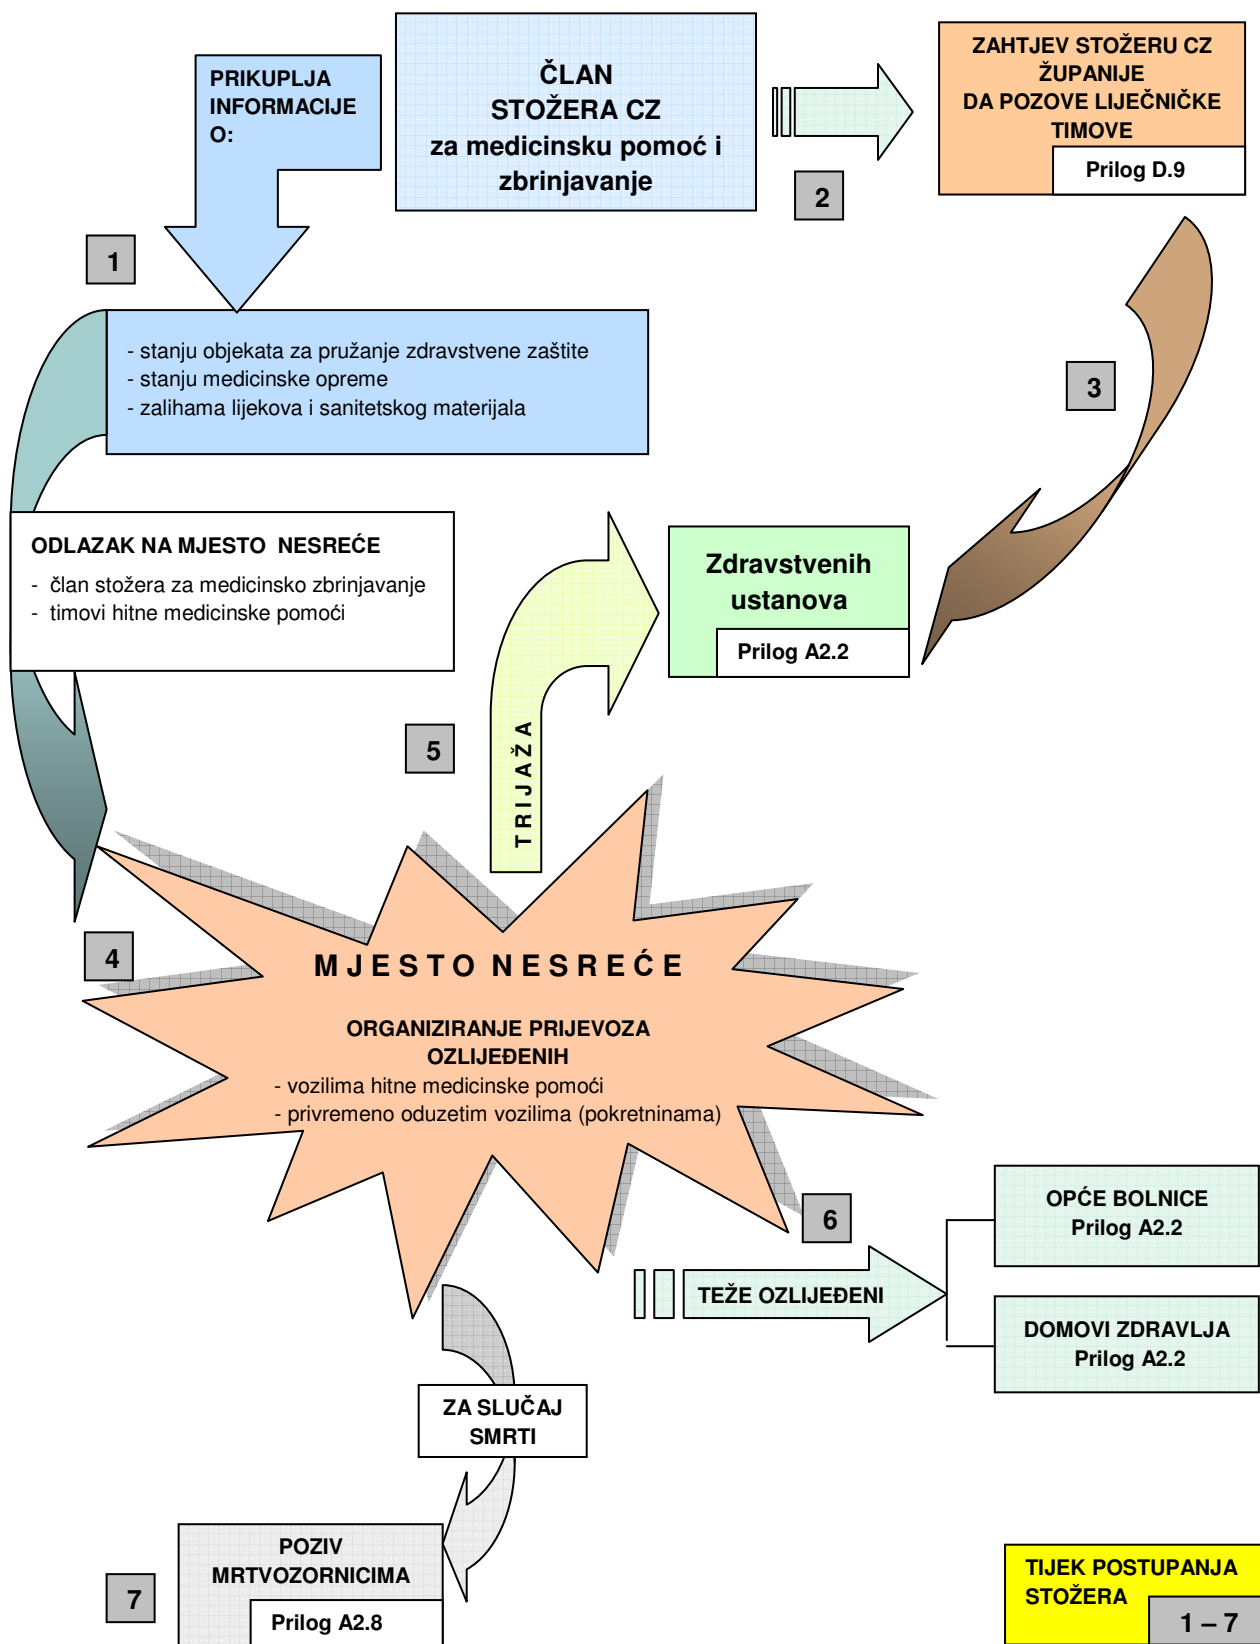 PRIKUPLJA
INFORMACIJE
O:
ČLAN
STOŽERA CZ
za medicinsku pomoć i
zbrinjavanje
ZAHTJEV STOŽERU CZ
ŽUPANIJE
DA POZOVE LIJEČNIČKE
TIMOVE
Prilog D.9
2
1
- stanju objekata za pružanje zdravstvene zaštite
- stanju medicinske opreme
- zalihama lijekova i sanitetskog materijala
3
ODLAZAK NA MJESTO NESREĆE
- član stožera za medicinsko zbrinjavanje
- timovi hitne medicinske pomoći
Zdravstvenih
ustanova
Prilog A2.2
5
TRIJAŽA
4
MJESTO NESREĆE
ORGANIZIRANJE PRIJEVOZA
OZLIJEĐENIH
- vozilima hitne medicinske pomoći
- privremeno oduzetim vozilima (pokretninama)
6
OPĆE BOLNICE
Prilog A2.2
TEŽE OZLIJEĐENI
DOMOVI ZDRAVLJA
Prilog A2.2
ZA SLUČAJ
SMRTI
7
POZIV
MRTVOZORNICIMA
Prilog A2.8
TIJEK POSTUPANJA
STOŽERA
1 – 7